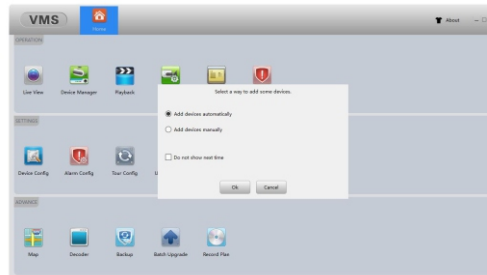 VMS
Home
About
OPERATION
Live View
Device Manager
Playback
Select a way to add some devices.
Add devices automatically
Add devices manually
Do not show next time
Ok
Cancel
SETTINGS
Device Config
Alarm Config
Tour Config
ADVANCE
Map
Decoder
Backup
Batch Upgrade
Record Plan